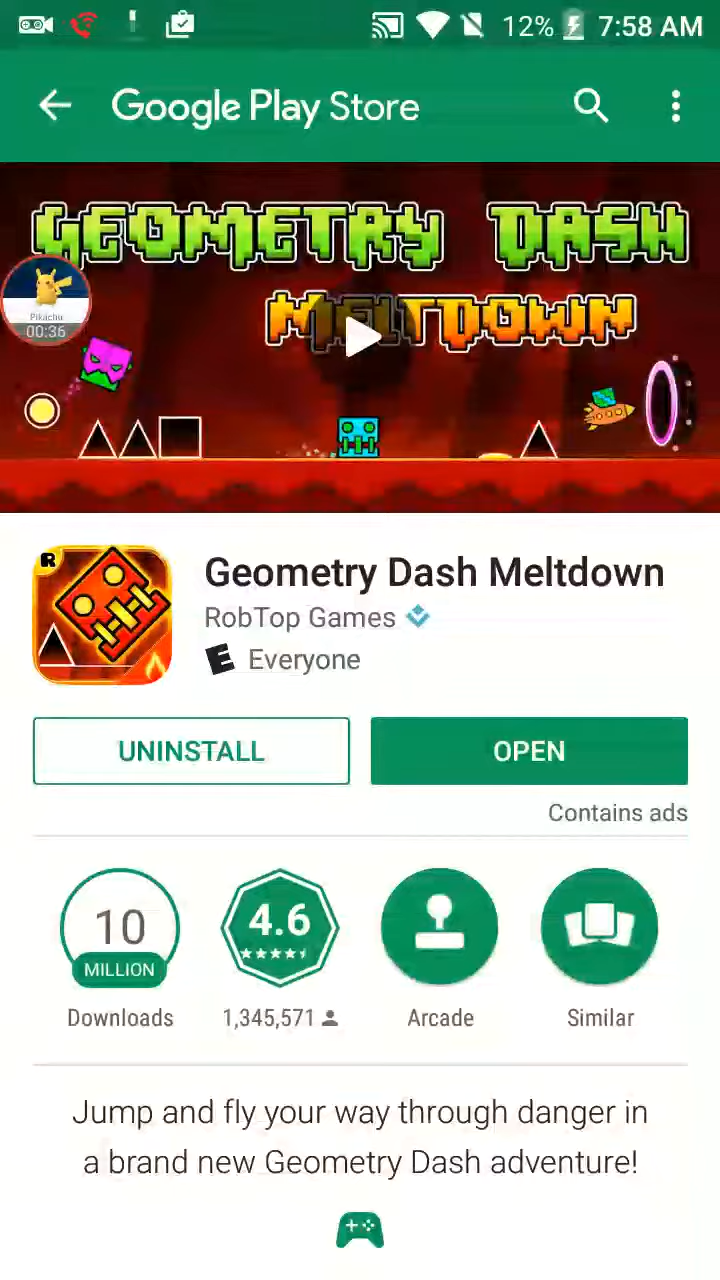 12% 7:58 AM
Google Play Store
GEOMETRY DASH
MELTDOWN
Pikachu
00:36
R
Geometry Dash Meltdown
RobTop Games
E Everyone
UNINSTALL OPEN
Contains ads
10 4.6
MILLION
Downloads 1,345,571 Arcade Similar
Jump and fly your way through danger in
a brand new Geometry Dash adventure!